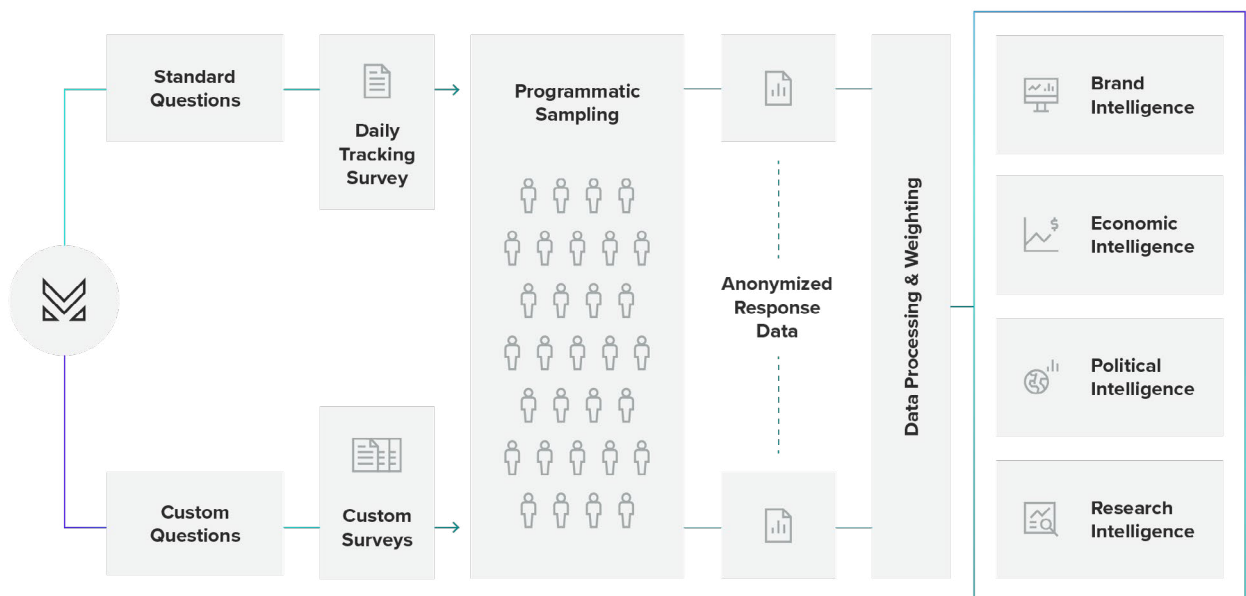 Standard
Questions
Daily
Tracking
Survey
Programmatic
Sampling
Anonymized
Response
Data
Data Processing & Weighting
Brand
Intelligence
Economic
Intelligence
Political
Intelligence
Research
Intelligence
Custom
Questions
Custom
Surveys